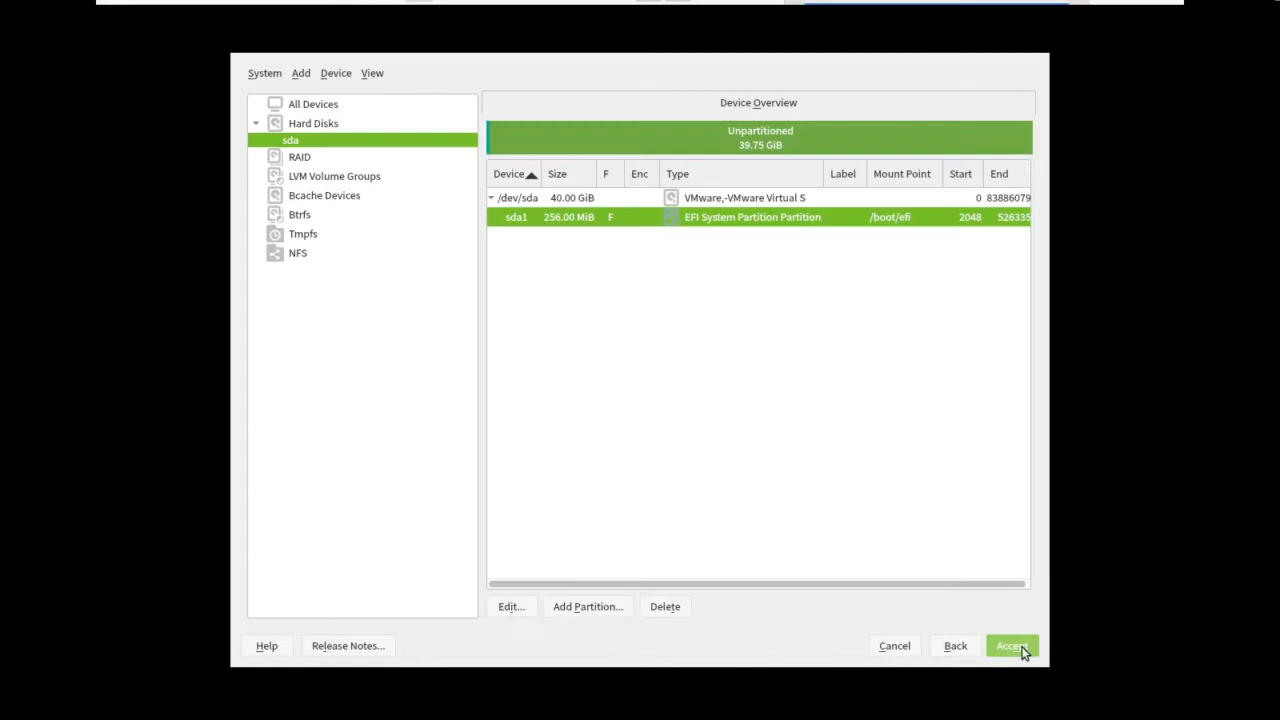 System Add Device View
All Devices
Hard Disks
sda
RAID
LVM Volume Groups
Bcache Devices
Btrfs
Tmpfs
NFS
Device Overview
Unpartitioned
39.75 GiB
Device Size F Enc Type Label Mount Point Start End
/dev/sda 40.00 GiB VMware,-VMware Virtual S 0 83886079
sda1 256.00 MiB F EFI System Partition Partition /boot/efi 2048 526335
Edit... Add Partition... Delete
Help Release Notes... Cancel Back Accept